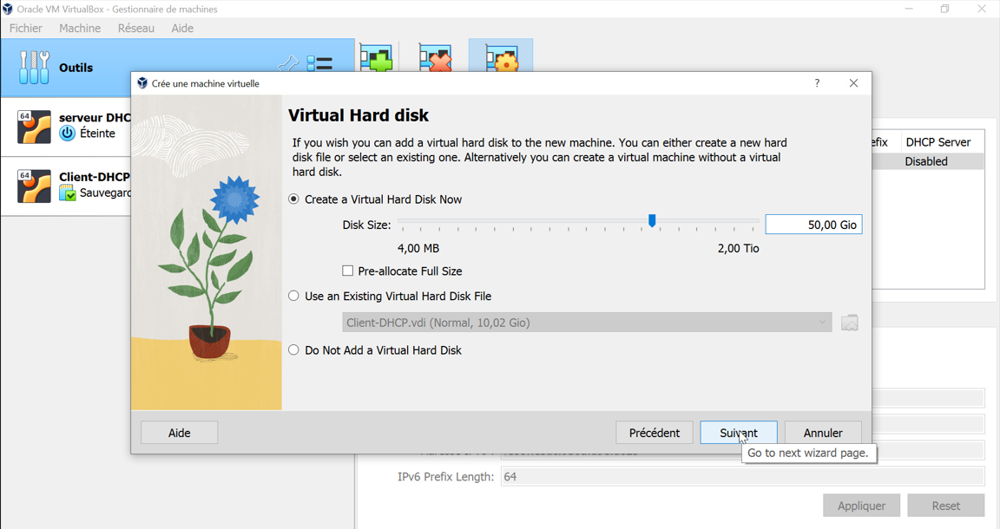 Oracle VM VirtualBox - Gestionnaire de machines
Fichier Machine Réseau Aide
Outils
Crée une machine virtuelle
?
64
serveur DHC
Éteinte
64
Client-DHCP
Sauvegard
Virtual Hard disk
If you wish you can add a virtual hard disk to the new machine. You can either create a new hard
disk file or select an existing one. Alternatively you can create a virtual machine without a virtual
hard disk.
Create a Virtual Hard Disk Now
Disk Size: 50,00 Gio
4,00 MB 2,00 Tio
Pre-allocate Full Size
Use an Existing Virtual Hard Disk File
Client-DHCP.vdi (Normal, 10,02 Gio)
Do Not Add a Virtual Hard Disk
efix DHCP Server
Disabled
Aide Précédent Suivant Annuler
Go to next wizard page.
IPv6 Prefix Length: 64
Appliquer Reset